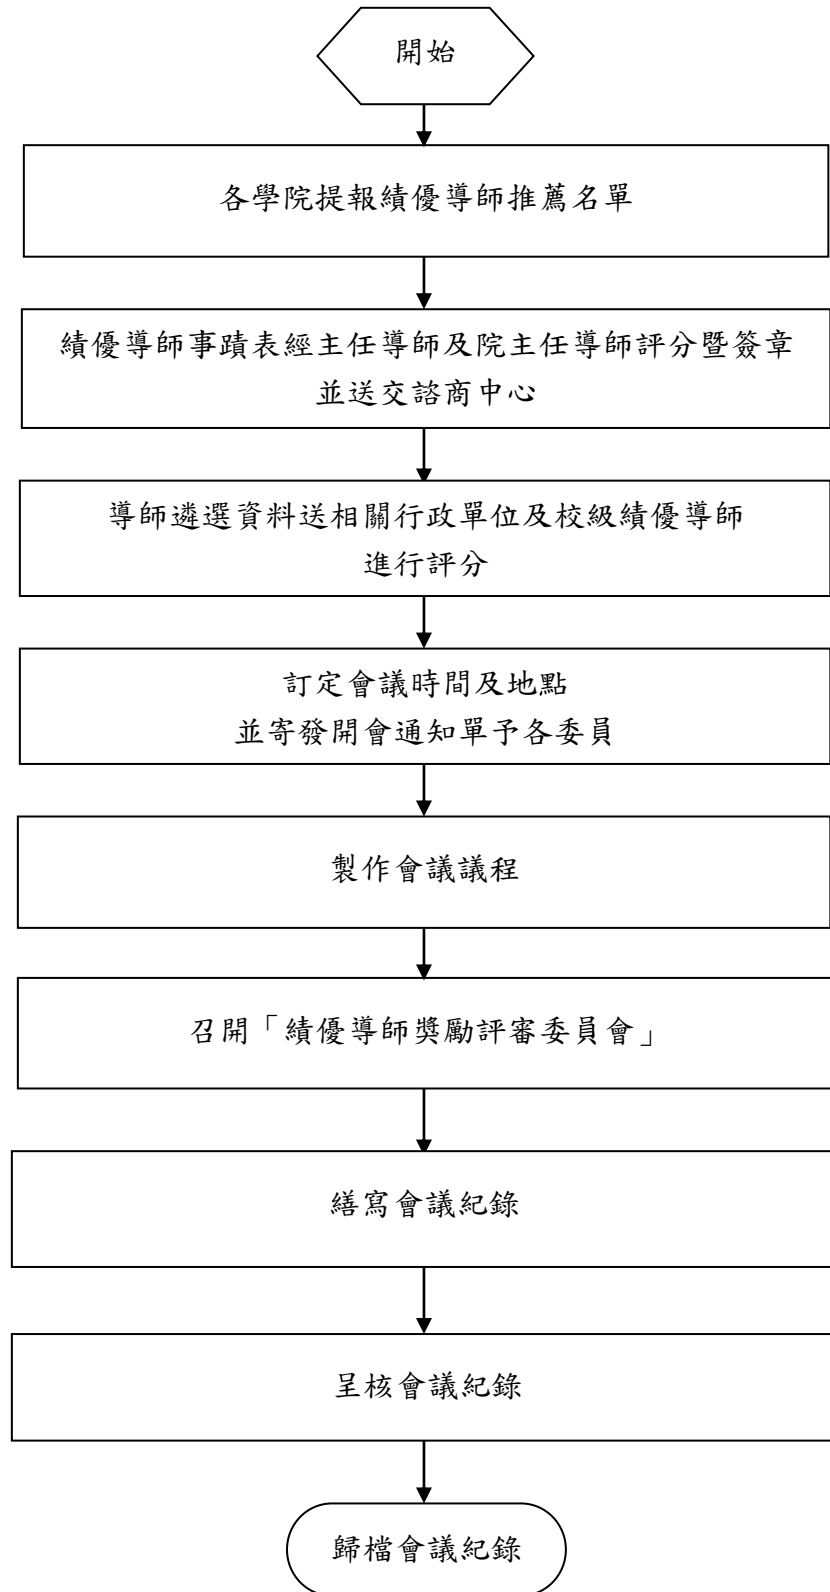 開始
各學院提報績優導師推薦名單
績優導師事蹟表經主任導師及院主任導師評分暨簽章
並送交諮商中心
導師遴選資料送相關行政單位及校級績優導師
進行評分
訂定會議時間及地點
並寄發開會通知單予各委員
製作會議議程
召開「績優導師獎勵評審委員會」
繕寫會議紀錄
呈核會議紀錄
歸檔會議紀錄